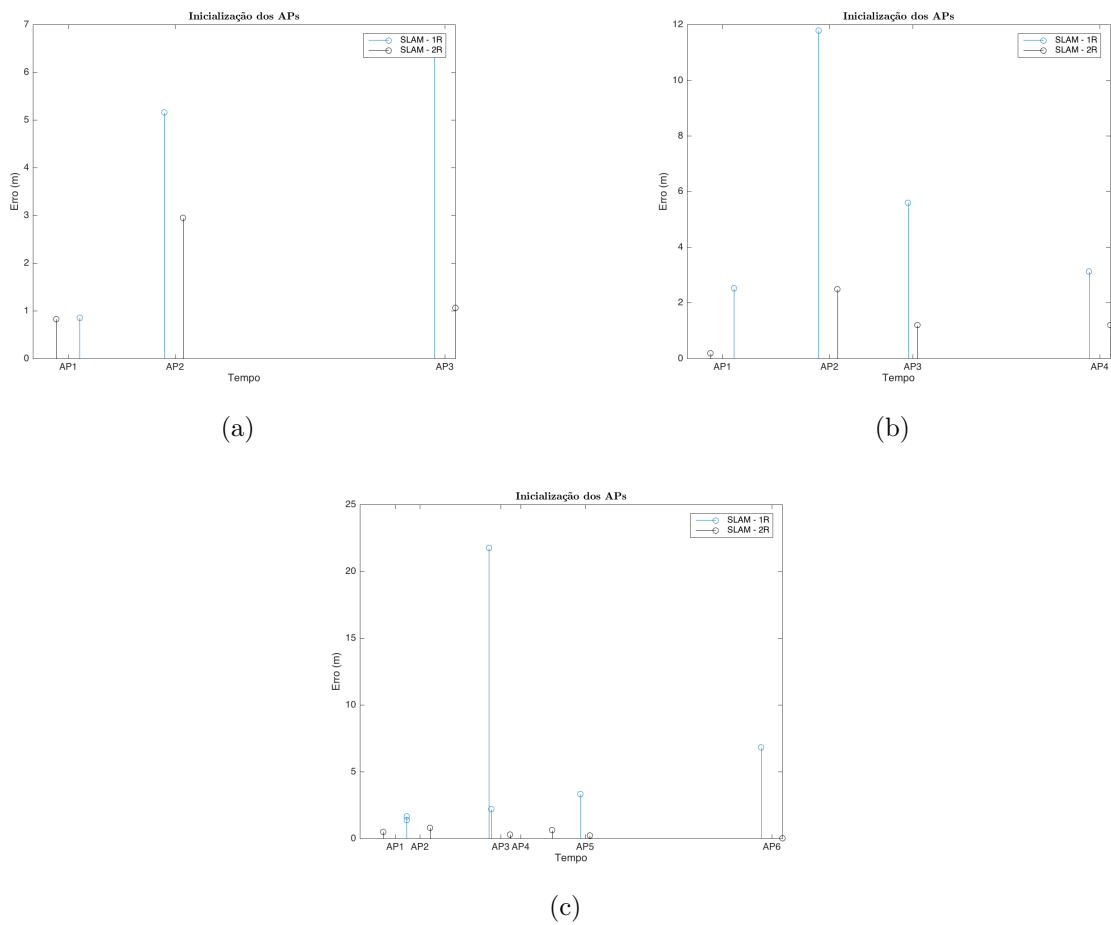 Inicialização dos APs
7
6
5
4
3
2
1
0
Erro (m)
SLAM - 1R
SLAM - 2R
AP1 AP2 AP3
Tempo
(a)
Inicialização dos APs
12
10
8
6
4
2
0
Erro (m)
SLAM - 1R
SLAM - 2R
AP1 AP2 AP3 AP4
Tempo
(b)
Inicialização dos APs
25
20
15
10
5
0
Erro (m)
SLAM - 1R
SLAM - 2R
AP1 AP2 AP3 AP4 AP5 AP6
Tempo
(c)